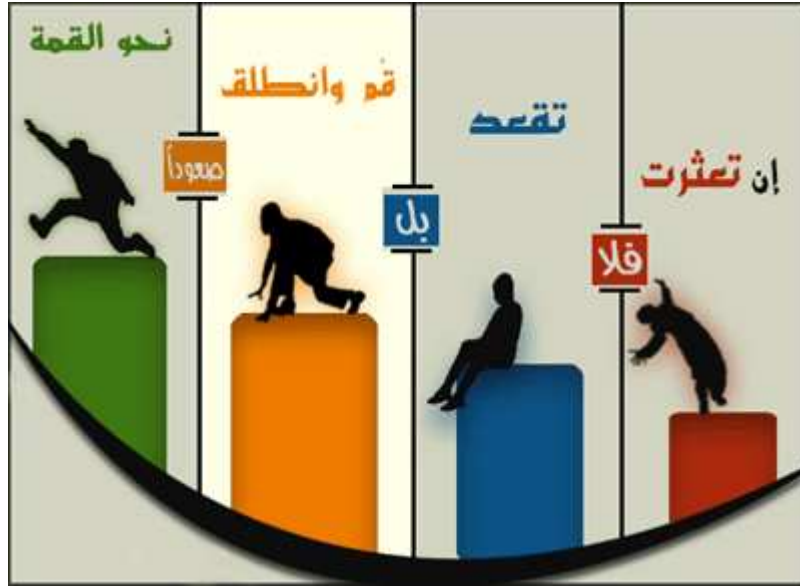 إن تعثرت
فلا
تقعد
بل
قُم وانطلق
صعوداً
نحو القمة